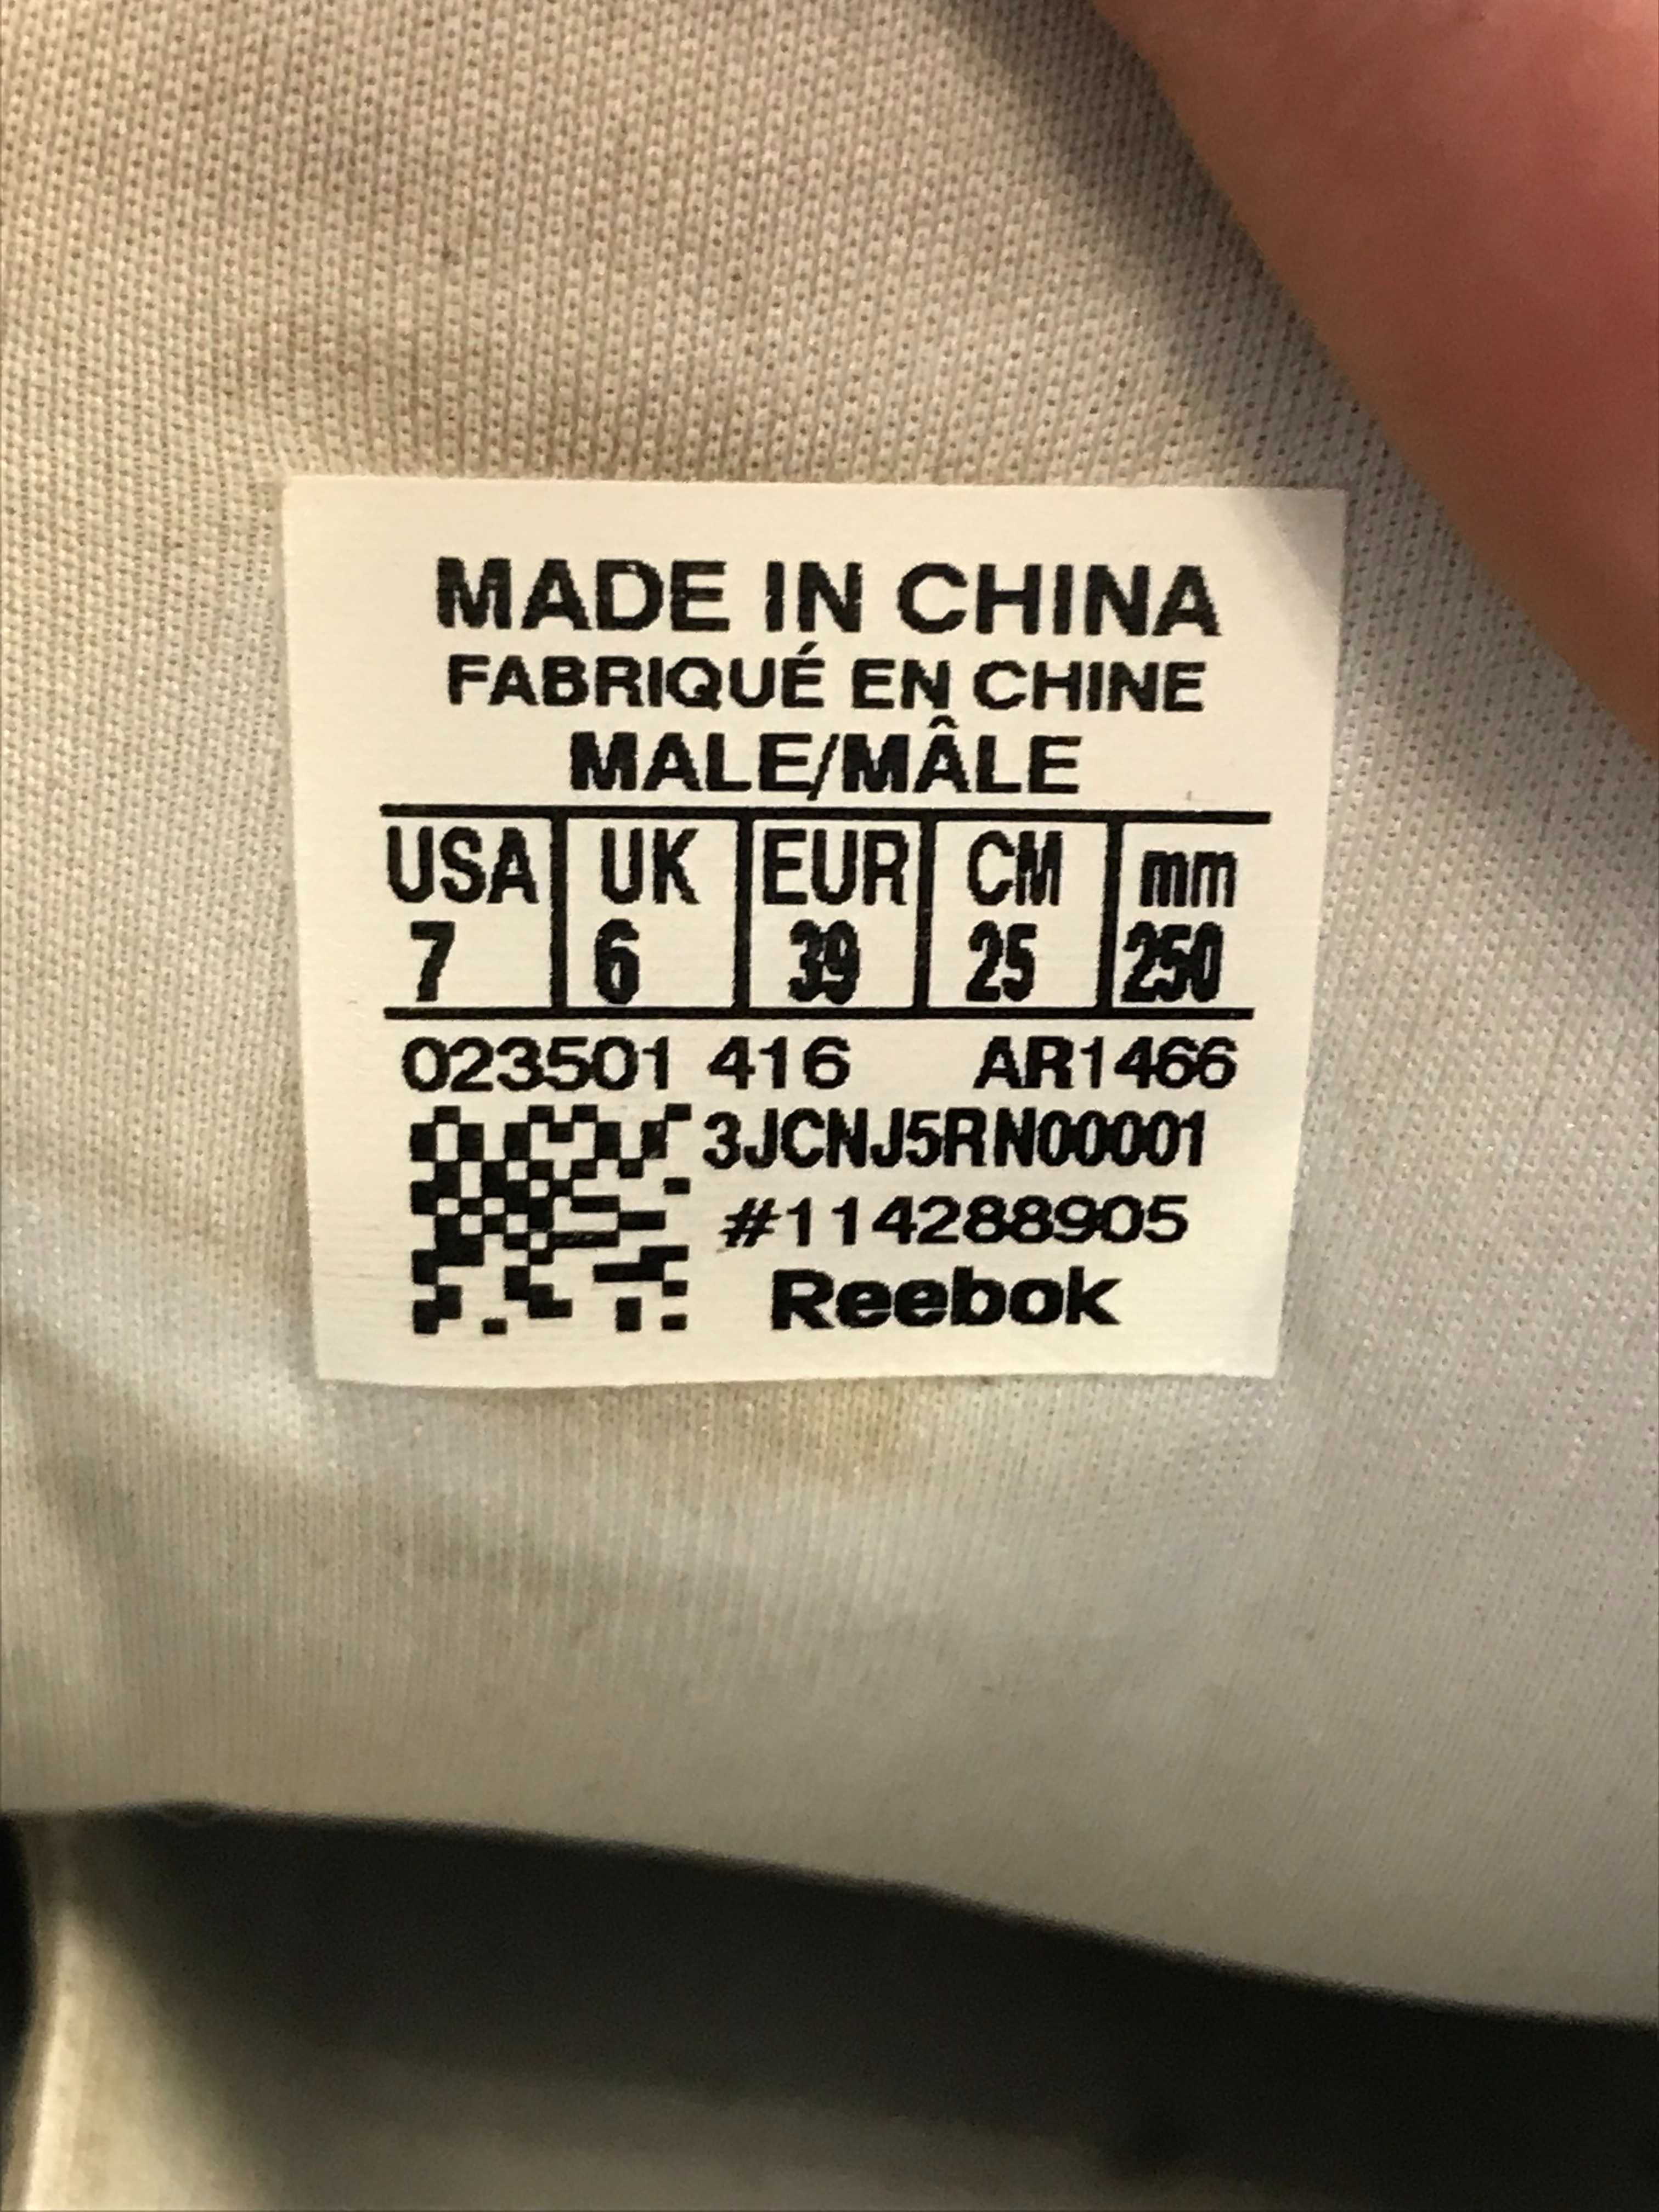 MADE IN CHINA
FABRIQUÉ EN CHINE
MALE/MÂLE
USA UK EUR CM mm
7 6 39 25 250
023501 416 AR1466
3JCNJ5RN00001
#114288905
Reebok